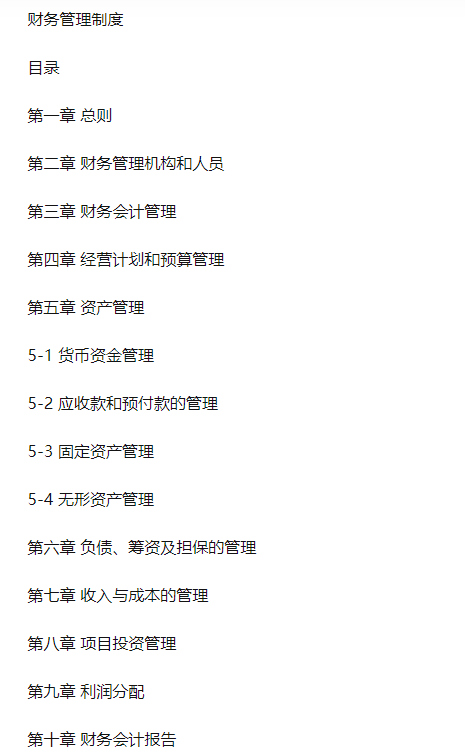 财务管理制度
目录
第一章 总则
第二章 财务管理机构和人员
第三章 财务会计管理
第四章 经营计划和预算管理
第五章 资产管理
5-1 货币资金管理
5-2 应收款和预付款的管理
5-3 固定资产管理
5-4 无形资产管理
第六章 负债、筹资及担保的管理
第七章 收入与成本的管理
第八章 项目投资管理
第九章 利润分配
第十章 财务会计报告